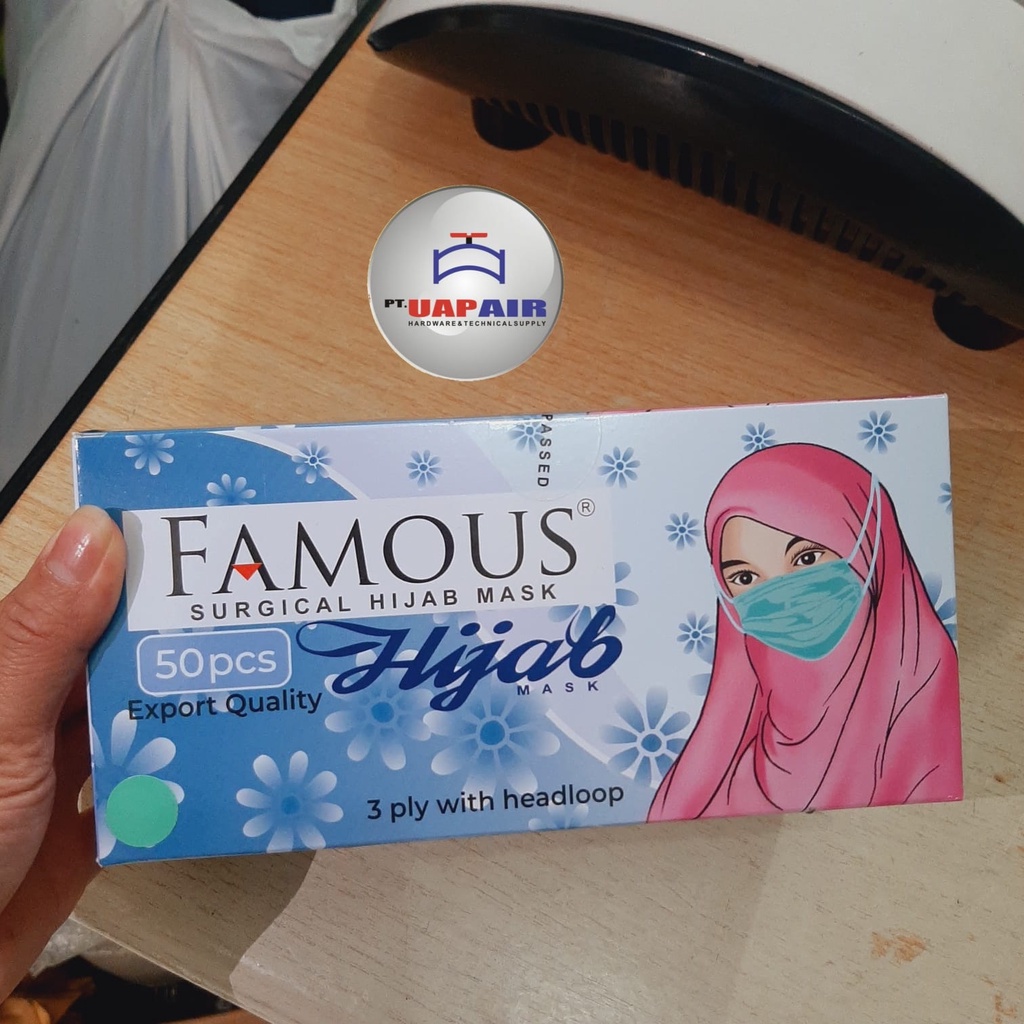 PT. UAPAIR
HARDWARE&TECHNICALSUPPLY
PASSED
FAMOUS®
SURGICAL HIJAB MASK
50pcs
Hijab
MASK
Export Quality
3 ply with headloop